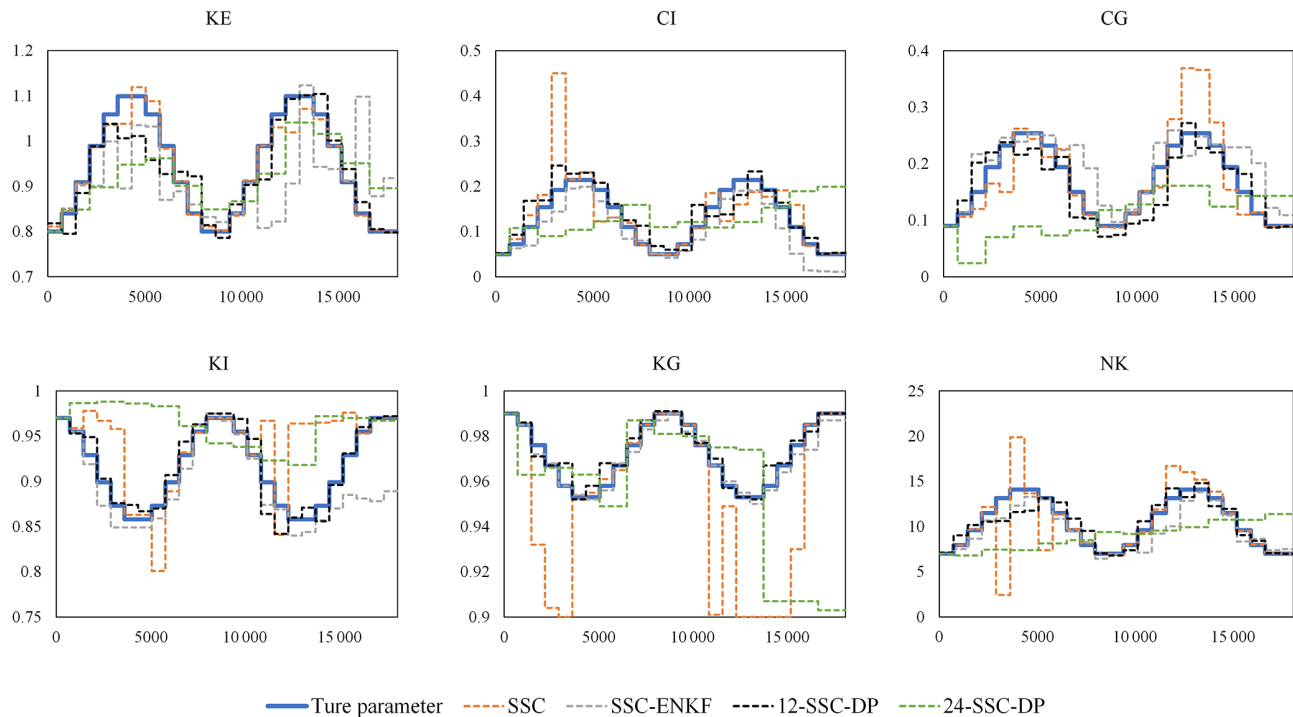 KE CI CG
1.2 0.5 0.4
1.1 0.4
1 0.3 0.3
0.9 0.2 0.2
0.8 0.1 0.1
0.7 0 0
0 5000 10 000 15 000 0 5000 10 000 15 000 0 5000 10 000 15 000
KI KG NK
1 1 25
0.95 0.98 20
0.9 0.96 15
0.85 0.94 10
0.8 0.92 5
0.75 0.9 0
0 5000 10 000 15 000 0 5000 10 000 15 000 0 5000 10 000 15 000
Ture parameter SSC SSC-ENKF 12-SSC-DP 24-SSC-DP